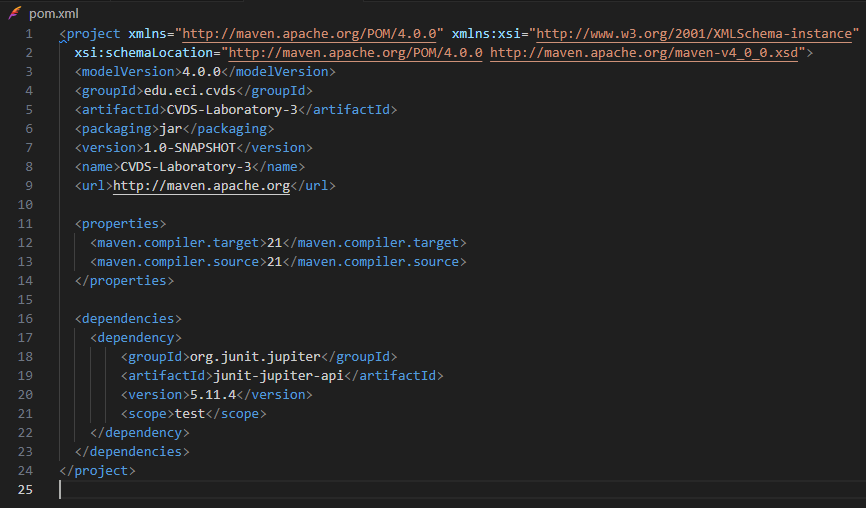 pom.xml
1 <project xmlns="http://maven.apache.org/POM/4.0.0" xmlns:xsi="http://www.w3.org/2001/XMLSchema-instance"
2   xsi:schemaLocation="http://maven.apache.org/POM/4.0.0 http://maven.apache.org/maven-v4_0_0.xsd">
3   <modelVersion>4.0.0</modelVersion>
4   <groupId>edu.eci.cvds</groupId>
5   <artifactId>CVDS-Laboratory-3</artifactId>
6   <packaging>jar</packaging>
7   <version>1.0-SNAPSHOT</version>
8   <name>CVDS-Laboratory-3</name>
9   <url>http://maven.apache.org</url>
10
11   <properties>
12     <maven.compiler.target>21</maven.compiler.target>
13     <maven.compiler.source>21</maven.compiler.source>
14   </properties>
15
16   <dependencies>
17     <dependency>
18         <groupId>org.junit.jupiter</groupId>
19         <artifactId>junit-jupiter-api</artifactId>
20         <version>5.11.4</version>
21         <scope>test</scope>
22     </dependency>
23   </dependencies>
24 </project>
25